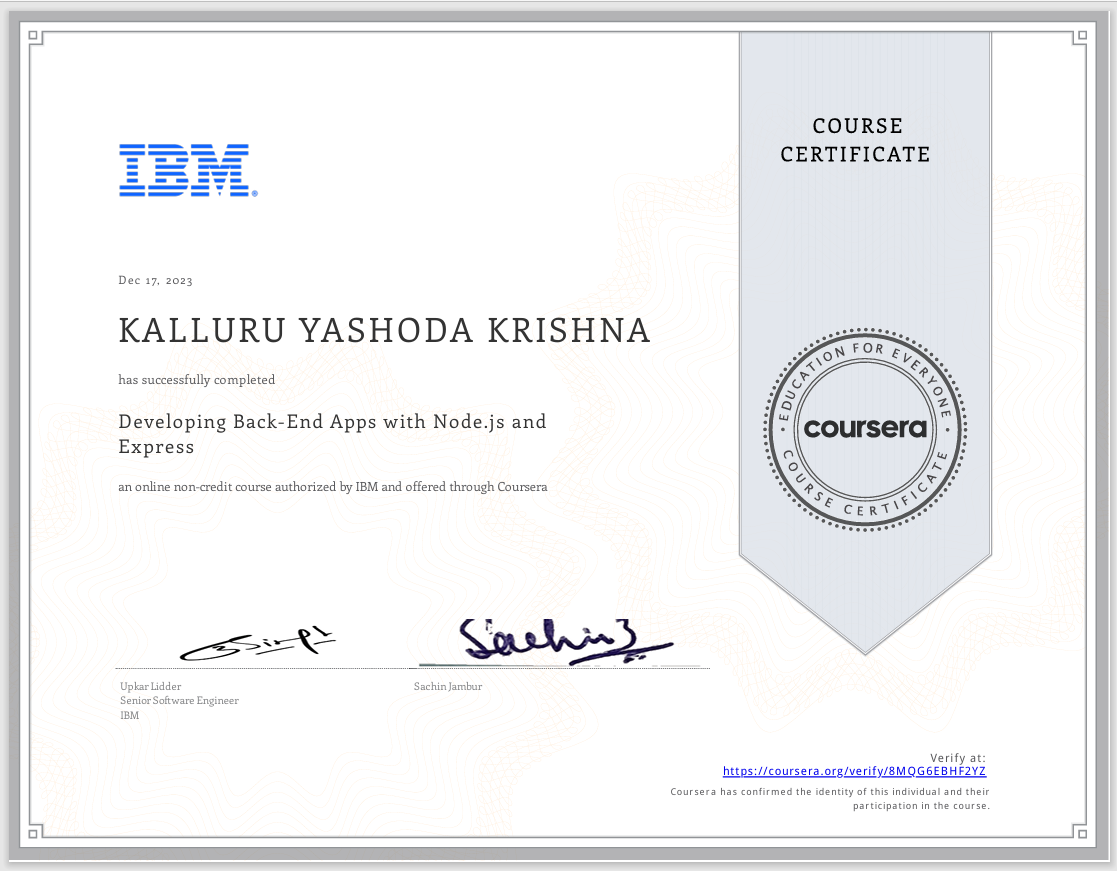 COURSE
CERTIFICATE
IBM®
Dec 17, 2023
KALLURU YASHODA KRISHNA
has successfully completed
Developing Back-End Apps with Node.js and
Express
an online non-credit course authorized by IBM and offered through Coursera
EDUCATION FOR EVERYONE
coursera
COURSE CERTIFICATE
Sachin
Upkar Lidder
Senior Software Engineer
IBM
Sachin Jambur
Verify at:
https://coursera.org/verify/8MQG6EBHF2YZ
Coursera has confirmed the identity of this individual and their
participation in the course.